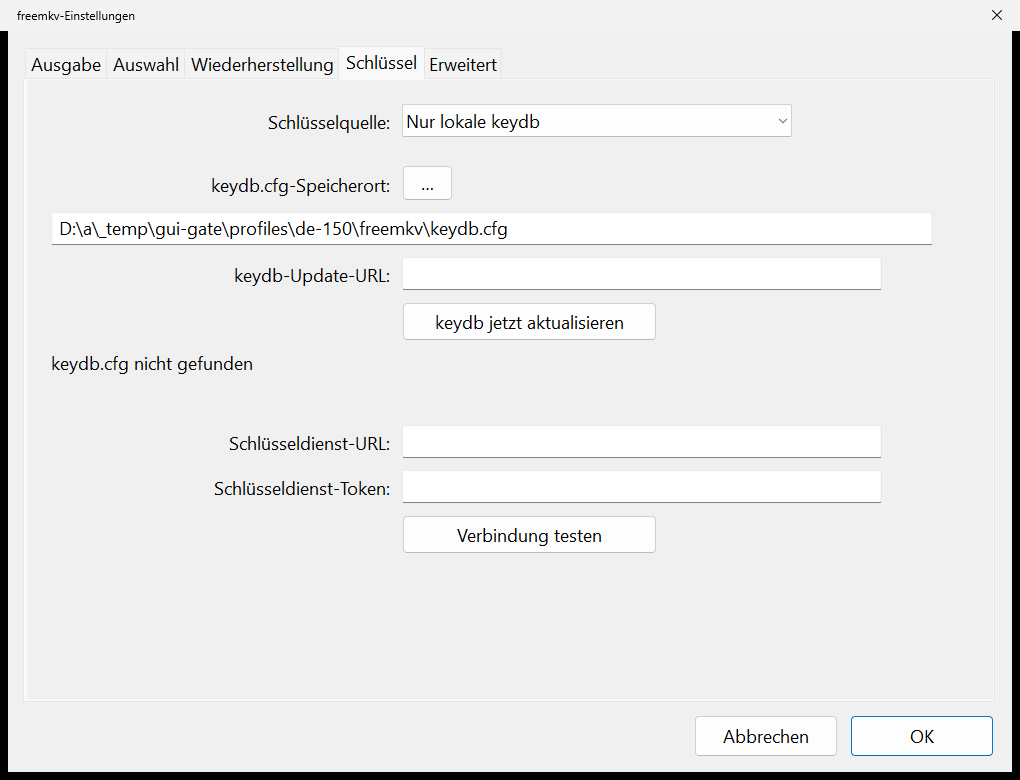 freemkv-Einstellungen
Ausgabe Auswahl Wiederherstellung Schlüssel Erweitert
Schlüsselquelle: Nur lokale keydb
keydb.cfg-Speicherort: ...
D:\a\_temp\gui-gate\profiles\de-150\freemkv\keydb.cfg
keydb-Update-URL:
keydb jetzt aktualisieren
keydb.cfg nicht gefunden
Schlüsseldienst-URL:
Schlüsseldienst-Token:
Verbindung testen
Abbrechen OK